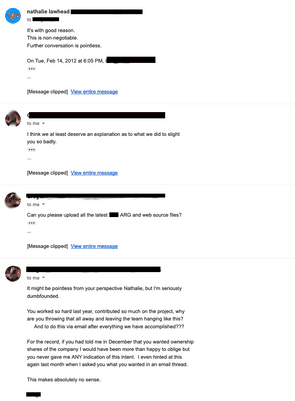 nathalie lawhead
to
It's with good reason.
This is non-negotiable.
Further conversation is pointless.
On Tue, Feb 14, 2012 at 6:05 PM,
...
[Message clipped] View entire message
to me
I think we at least deserve an explanation as to what we did to slight
you so badly.
...
[Message clipped] View entire message
to me
Can you please upload all the latest ARG and web source files?
...
[Message clipped] View entire message
to me
It might be pointless from your perspective Nathalie, but I'm seriously
dumbfounded.
You worked so hard last year, contributed so much on the project, why
are you throwing that all away and leaving the team hanging like this?
And to do this via email after everything we have accomplished???
For the record, if you had told me in December that you wanted ownership
shares of the company I would have been more than happy to oblige but
you never gave me ANY indication of this intent. I even hinted at this
again last month when I asked you what you wanted in an email thread.
This makes absolutely no sense.